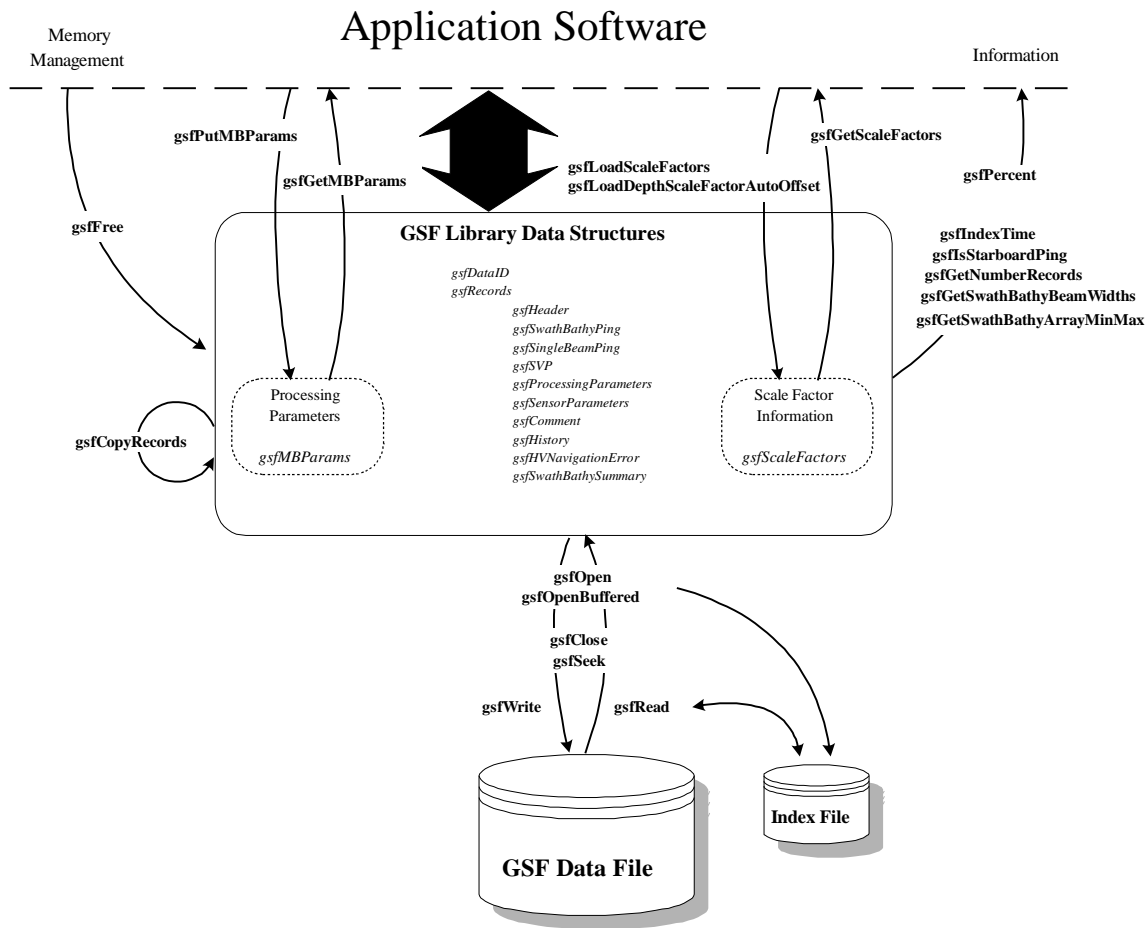 Application Software
Memory
Management
Information
gsfPutMBParams
gsfGetScaleFactors
gsfLoadScaleFactors
gsfGetMBParams
gsfLoadDepthScaleFactorAutoOffset
gsfPercent
gsfFree
GSF Library Data Structures
gsfIndexTime
gsfIsStarboardPing
gsfGetNumberRecords
gsfGetSwathBathyBeamWidths
gsfGetSwathBathyArrayMinMax
gsfDataID
gsfRecords
gsfHeader
gsfSwathBathyPing
gsfSingleBeamPing
gsfSVP
gsfProcessingParameters
gsfSensorParameters
gsfComment
gsfHistory
gsfHVNavigationError
gsfSwathBathySummary
Processing
Parameters
gsfMBParams
Scale Factor
Information
gsfScaleFactors
gsfCopyRecords
gsfOpen
gsfOpenBuffered
gsfClose
gsfSeek
gsfWrite
gsfRead
Index File
GSF Data File